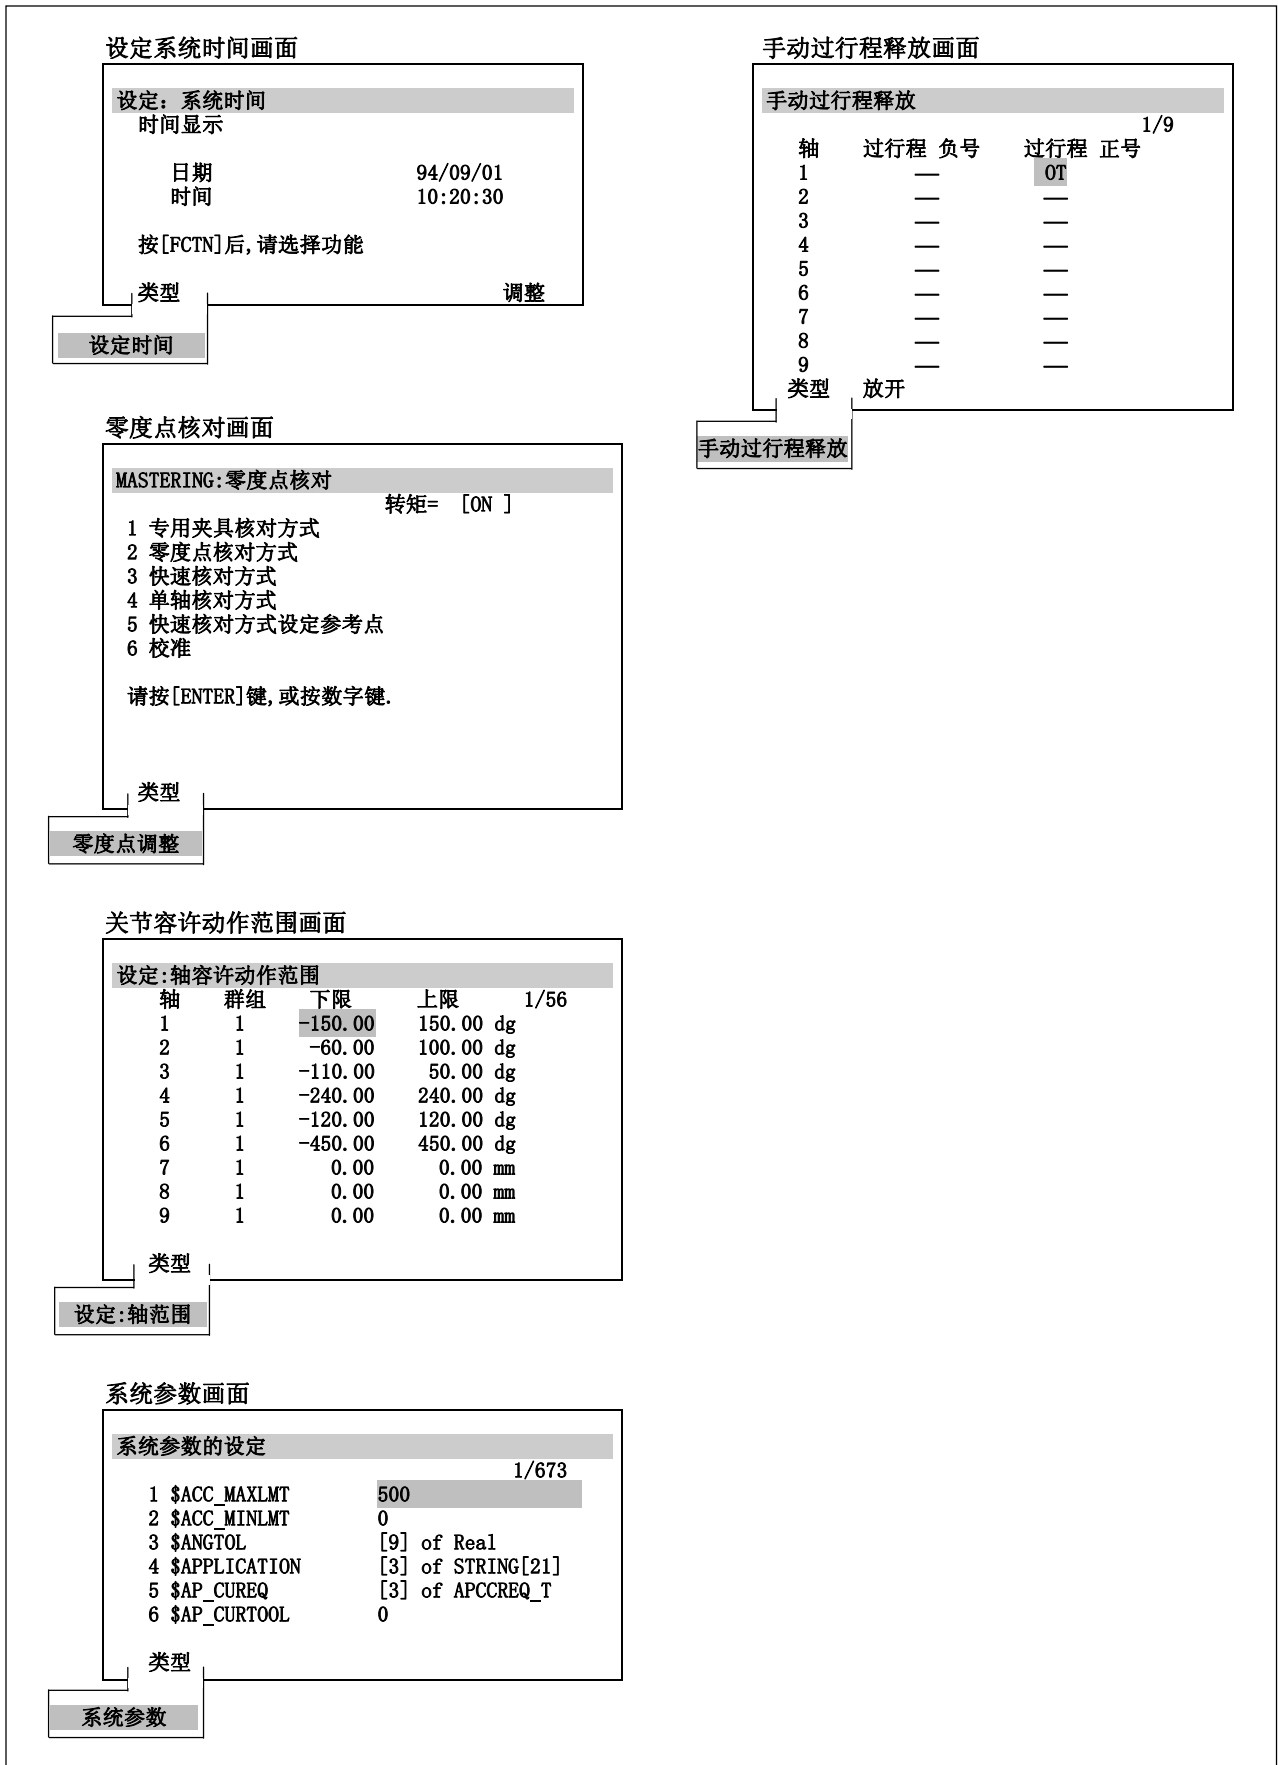 设定系统时间画面
设定：系统时间
时间显示
日期 94/09/01
时间 10:20:30
按[FCTN]后,请选择功能
类型 调整
设定时间
零度点核对画面
MASTERING:零度点核对
转矩= [ON ]
1 专用夹具核对方式
2 零度点核对方式
3 快速核对方式
4 单轴核对方式
5 快速核对方式设定参考点
6 校准
请按[ENTER]键,或按数字键.
类型
零度点调整
关节容许动作范围画面
设定:轴容许动作范围
轴 群组 下限 上限 1/56
1 1 -150.00 150.00 dg
2 1 -60.00 100.00 dg
3 1 -110.00 50.00 dg
4 1 -240.00 240.00 dg
5 1 -120.00 120.00 dg
6 1 -450.00 450.00 dg
7 1 0.00 0.00 mm
8 1 0.00 0.00 mm
9 1 0.00 0.00 mm
类型
设定:轴范围
系统参数画面
系统参数的设定
1/673
1 $ACC_MAXLMT 500
2 $ACC_MINLMT 0
3 $ANGTOL [9] of Real
4 $APPLICATION [3] of STRING[21]
5 $AP_CUREQ [3] of APCCREQ_T
6 $AP_CURTOOL 0
类型
系统参数
手动过行程释放画面
手动过行程释放
1/9
轴 过行程 负号 过行程 正号
1 — OT
2 — —
3 — —
4 — —
5 — —
6 — —
7 — —
8 — —
9 — —
类型 放开
手动过行程释放